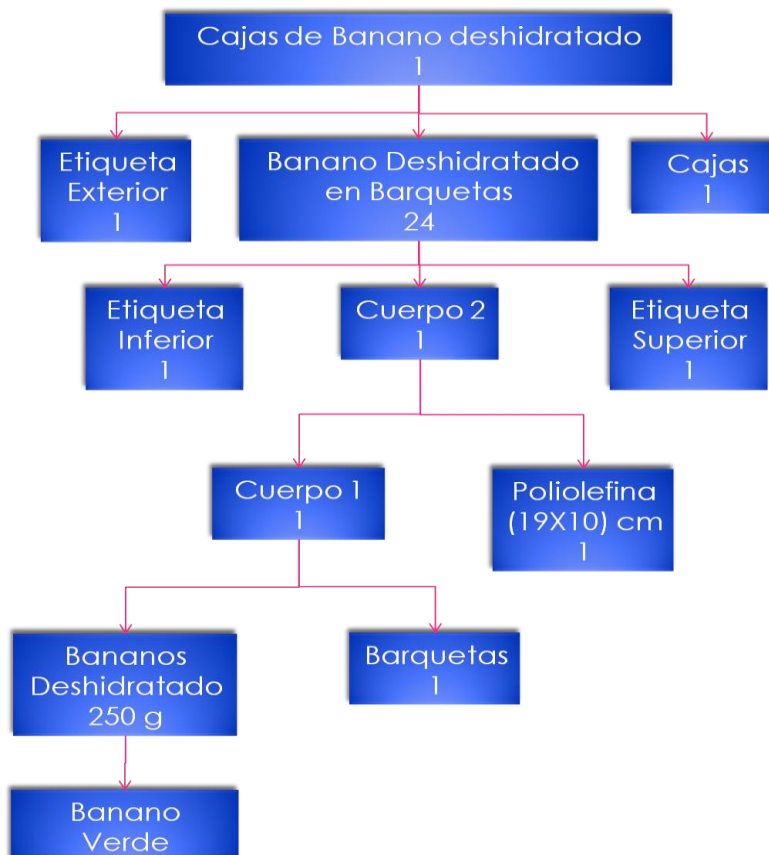 Cajas de Banano deshidratado
1
Etiqueta
Exterior
1
Banano Deshidratado
en Barquetas
24
Cajas
1
Etiqueta
Inferior
1
Cuerpo 2
1
Etiqueta
Superior
1
Cuerpo 1
1
Poliolefina
(19X10) cm
1
Bananos
Deshidratado
250 g
Barquetas
1
Banano
Verde